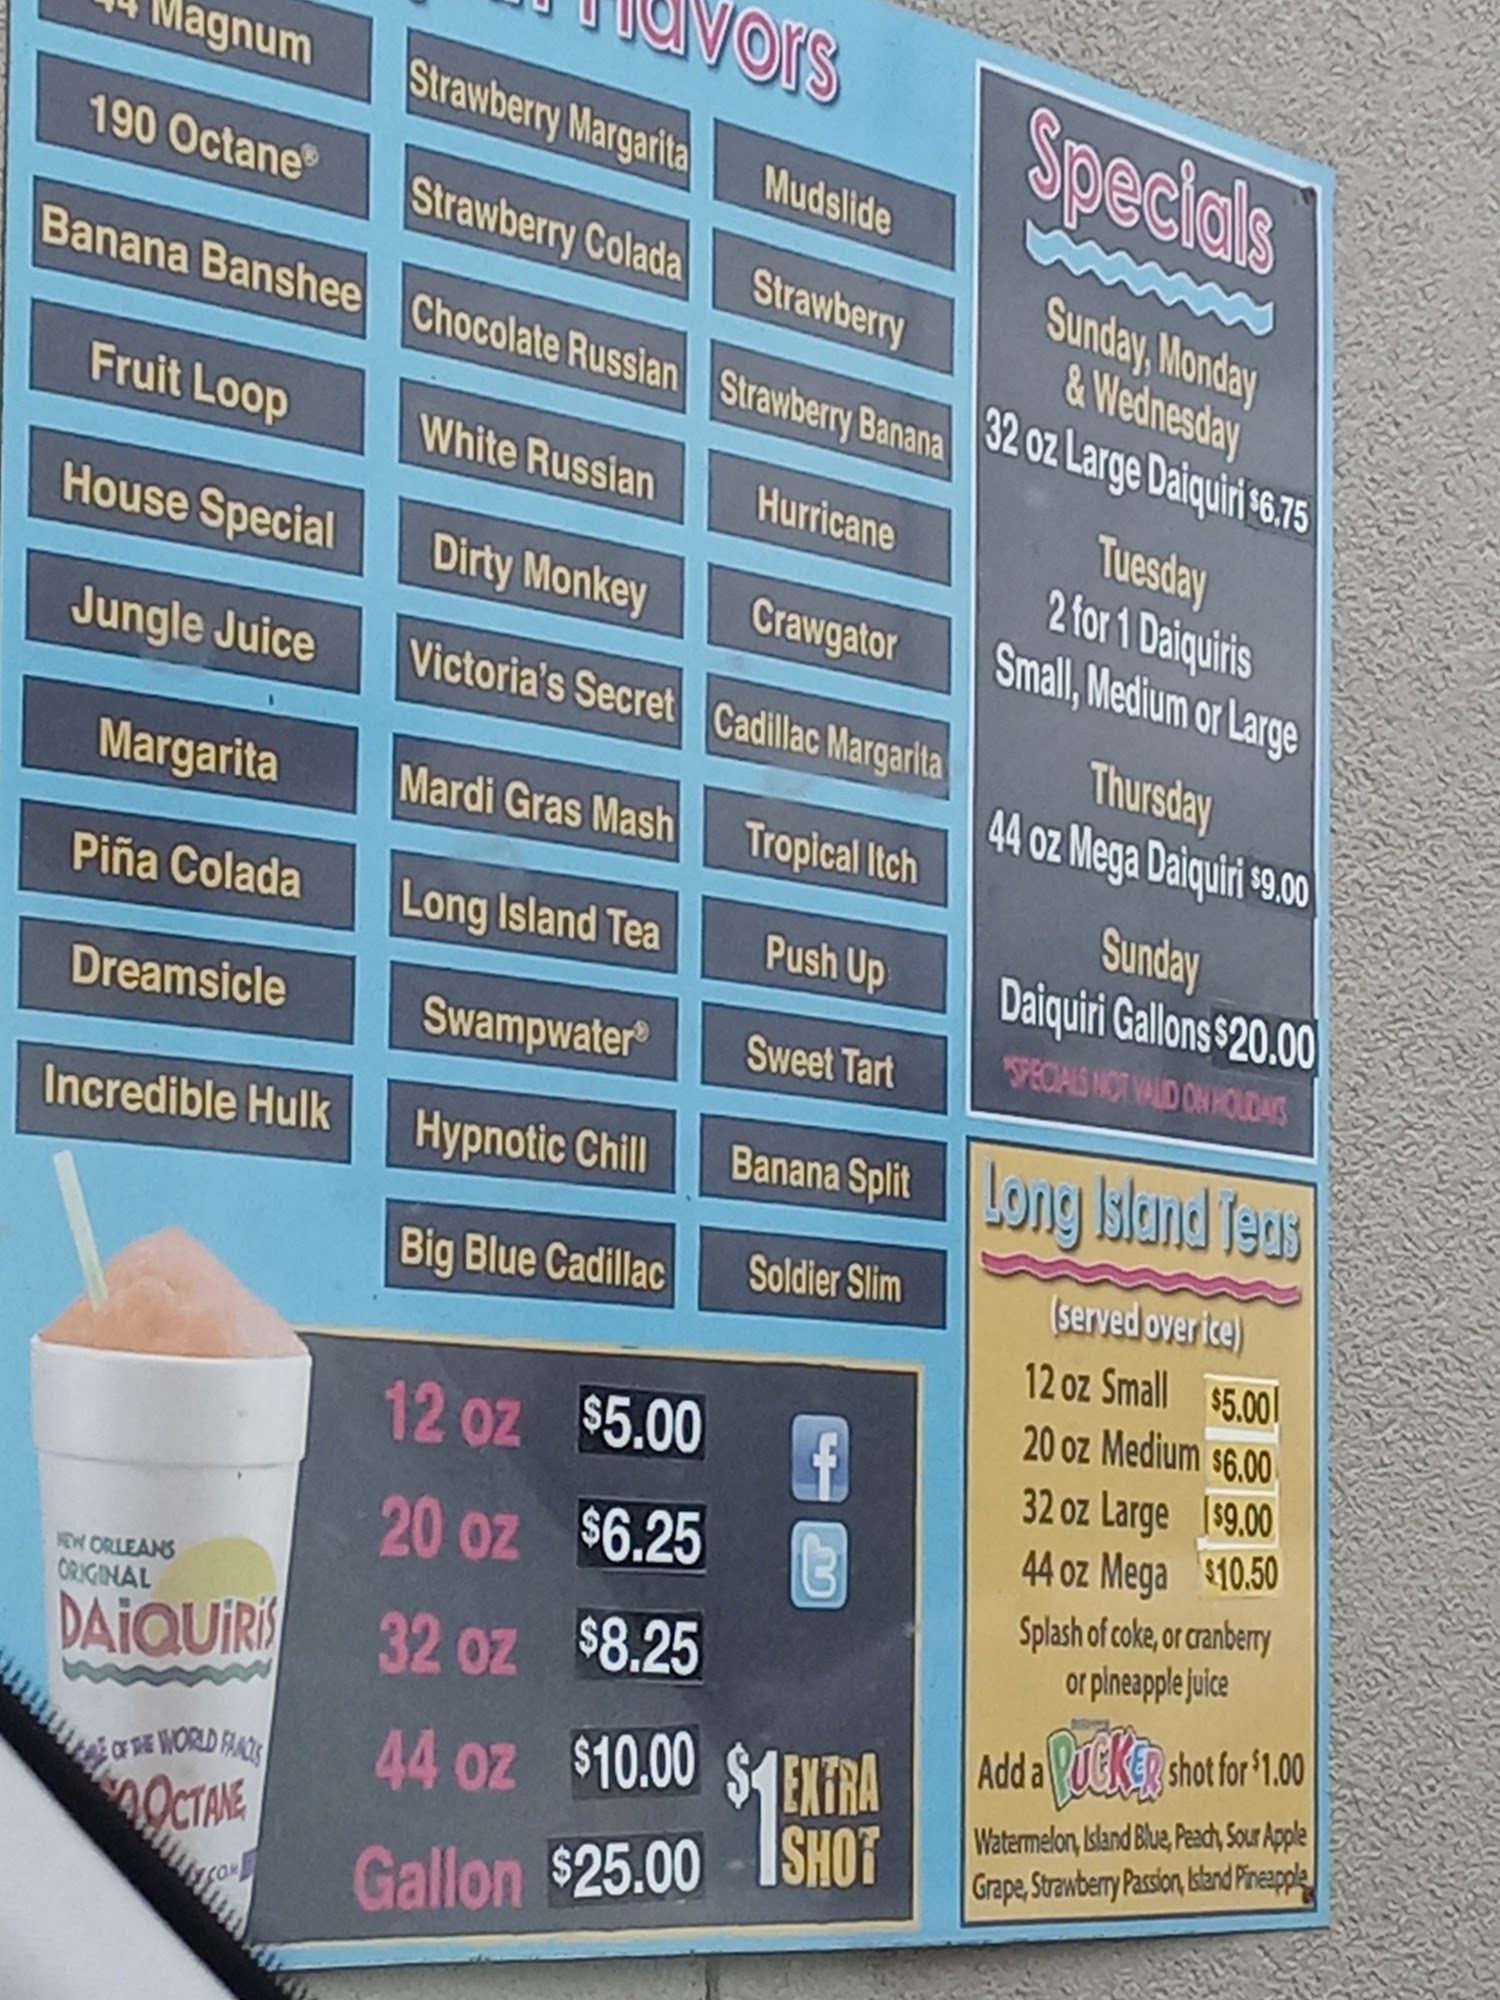 Flavors
44 Magnum
190 Octane®
Banana Banshee
Fruit Loop
House Special
Jungle Juice
Margarita
Piña Colada
Dreamsicle
Incredible Hulk
Strawberry Margarita
Strawberry Colada
Chocolate Russian
White Russian
Dirty Monkey
Victoria's Secret
Mardi Gras Mash
Long Island Tea
Swampwater®
Hypnotic Chill
Big Blue Cadillac
Mudslide
Strawberry
Strawberry Banana
Hurricane
Crawgator
Cadillac Margarita
Tropical Itch
Push Up
Sweet Tart
Banana Split
Soldier Slim
Specials
Sunday, Monday
& Wednesday
32 oz Large Daiquiri $6.75
Tuesday
2 for 1 Daiquiris
Small, Medium or Large
Thursday
44 oz Mega Daiquiri $9.00
Sunday
Daiquiri Gallons $20.00
*SPECIALS NOT VALID ON HOLIDAYS
Long Island Teas
(served over ice)
12 oz Small $5.00
20 oz Medium $6.00
32 oz Large $9.00
44 oz Mega $10.50
Splash of coke, or cranberry
or pineapple juice
Add a PUCKER shot for $1.00
Watermelon, Island Blue, Peach, Sour Apple
Grape, Strawberry Passion, Island Pineapple
12 oz $5.00
20 oz $6.25
32 oz $8.25
44 oz $10.00
Gallon $25.00
f
t
$1 EXTRA
SHOT
NEW ORLEANS
ORIGINAL
DAiQUiRiS
OF THE WORLD FAMOUS
OCTANE
.COM